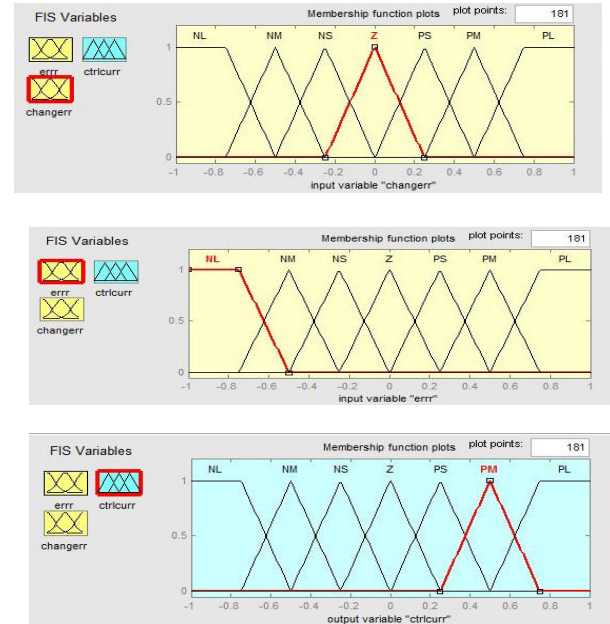 FIS Variables
Membership function plots plot points: 181
NL NM NS Z PS PM PL
errr ctrlcurr
changerr
1
0.5
0
-1 -0.8 -0.6 -0.4 -0.2 0 0.2 0.4 0.6 0.8 1
input variable "changerr"
FIS Variables
Membership function plots plot points: 181
NL NM NS Z PS PM PL
errr ctrlcurr
changerr
1
0.5
0
-1 -0.8 -0.6 -0.4 -0.2 0 0.2 0.4 0.6 0.8 1
input variable "errr"
FIS Variables
Membership function plots plot points: 181
NL NM NS Z PS PM PL
errr ctrlcurr
changerr
1
0.5
0
-1 -0.8 -0.6 -0.4 -0.2 0 0.2 0.4 0.6 0.8 1
output variable "ctrlcurr"